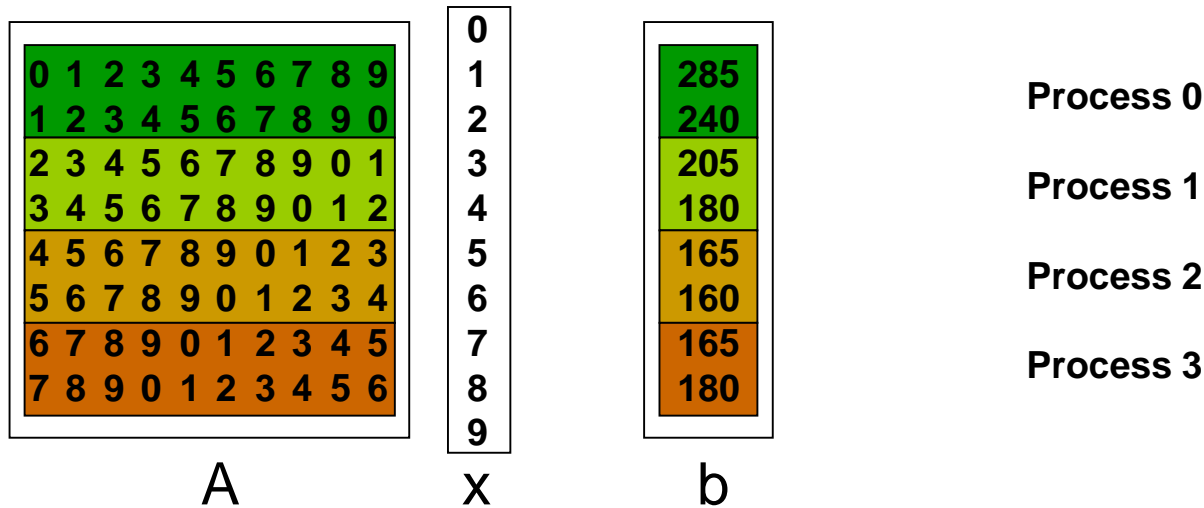 0 1 2 3 4 5 6 7 8 9
1 2 3 4 5 6 7 8 9 0
2 3 4 5 6 7 8 9 0 1
3 4 5 6 7 8 9 0 1 2
4 5 6 7 8 9 0 1 2 3
5 6 7 8 9 0 1 2 3 4
6 7 8 9 0 1 2 3 4 5
7 8 9 0 1 2 3 4 5 6
A
0
1
2
3
4
5
6
7
8
9
x
285
240
205
180
165
160
165
180
b
Process 0
Process 1
Process 2
Process 3